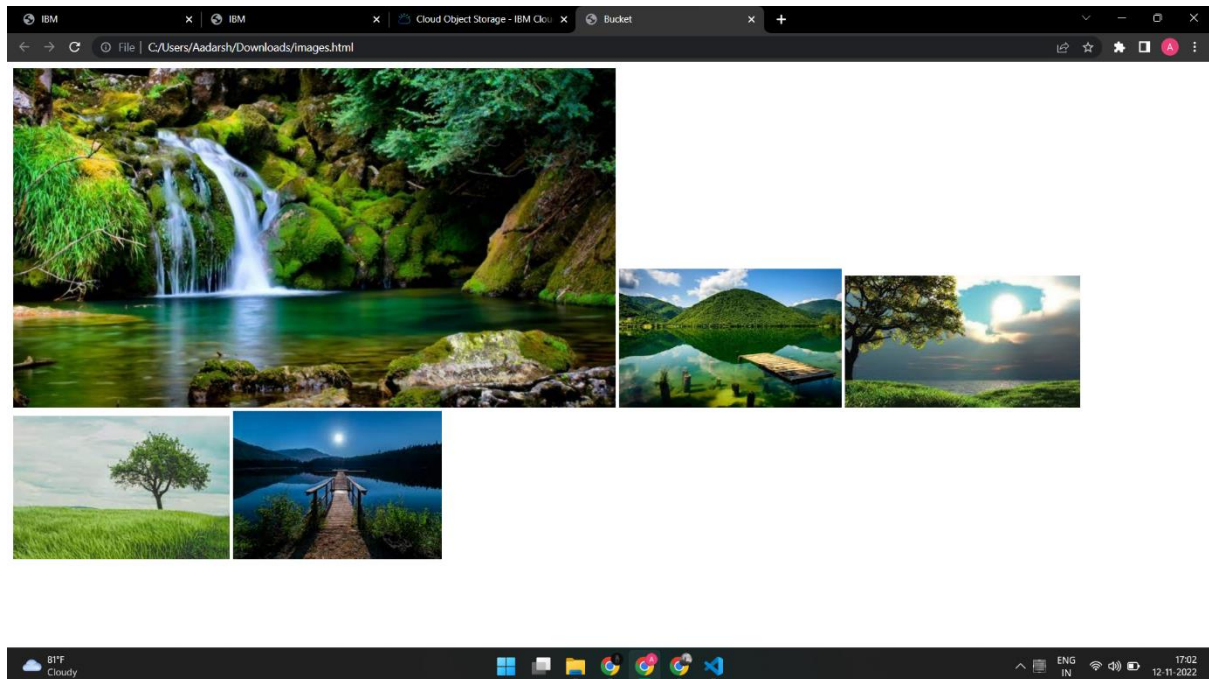 IBM
IBM
Cloud Object Storage - IBM Clou
Bucket
File | C:/Users/Aadarsh/Downloads/images.html
A
81°F
Cloudy
A
ENG
IN
17:02
12-11-2022